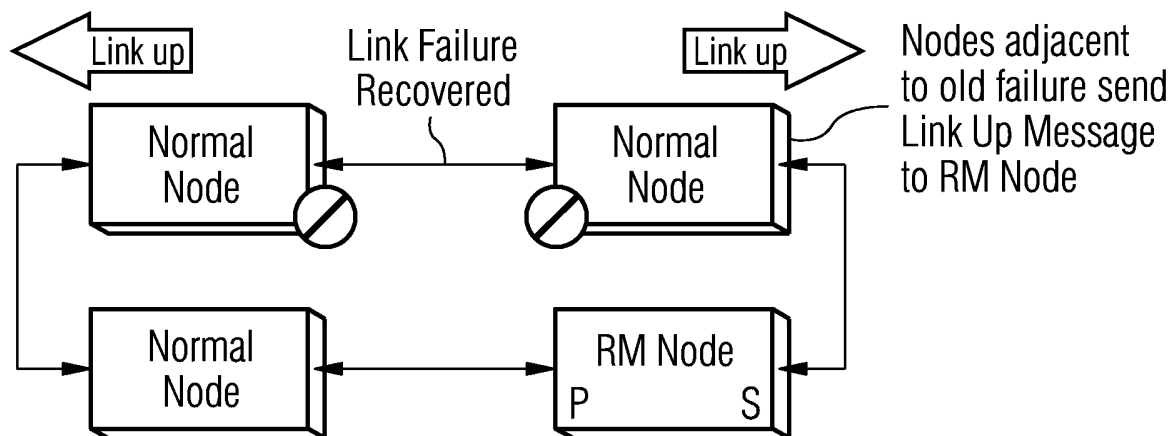 Link up
Link Failure
Recovered
Link up
Nodes adjacent
to old failure send
Link Up Message
to RM Node
Normal
Node
Normal
Node
Normal
Node
RM Node
P
S